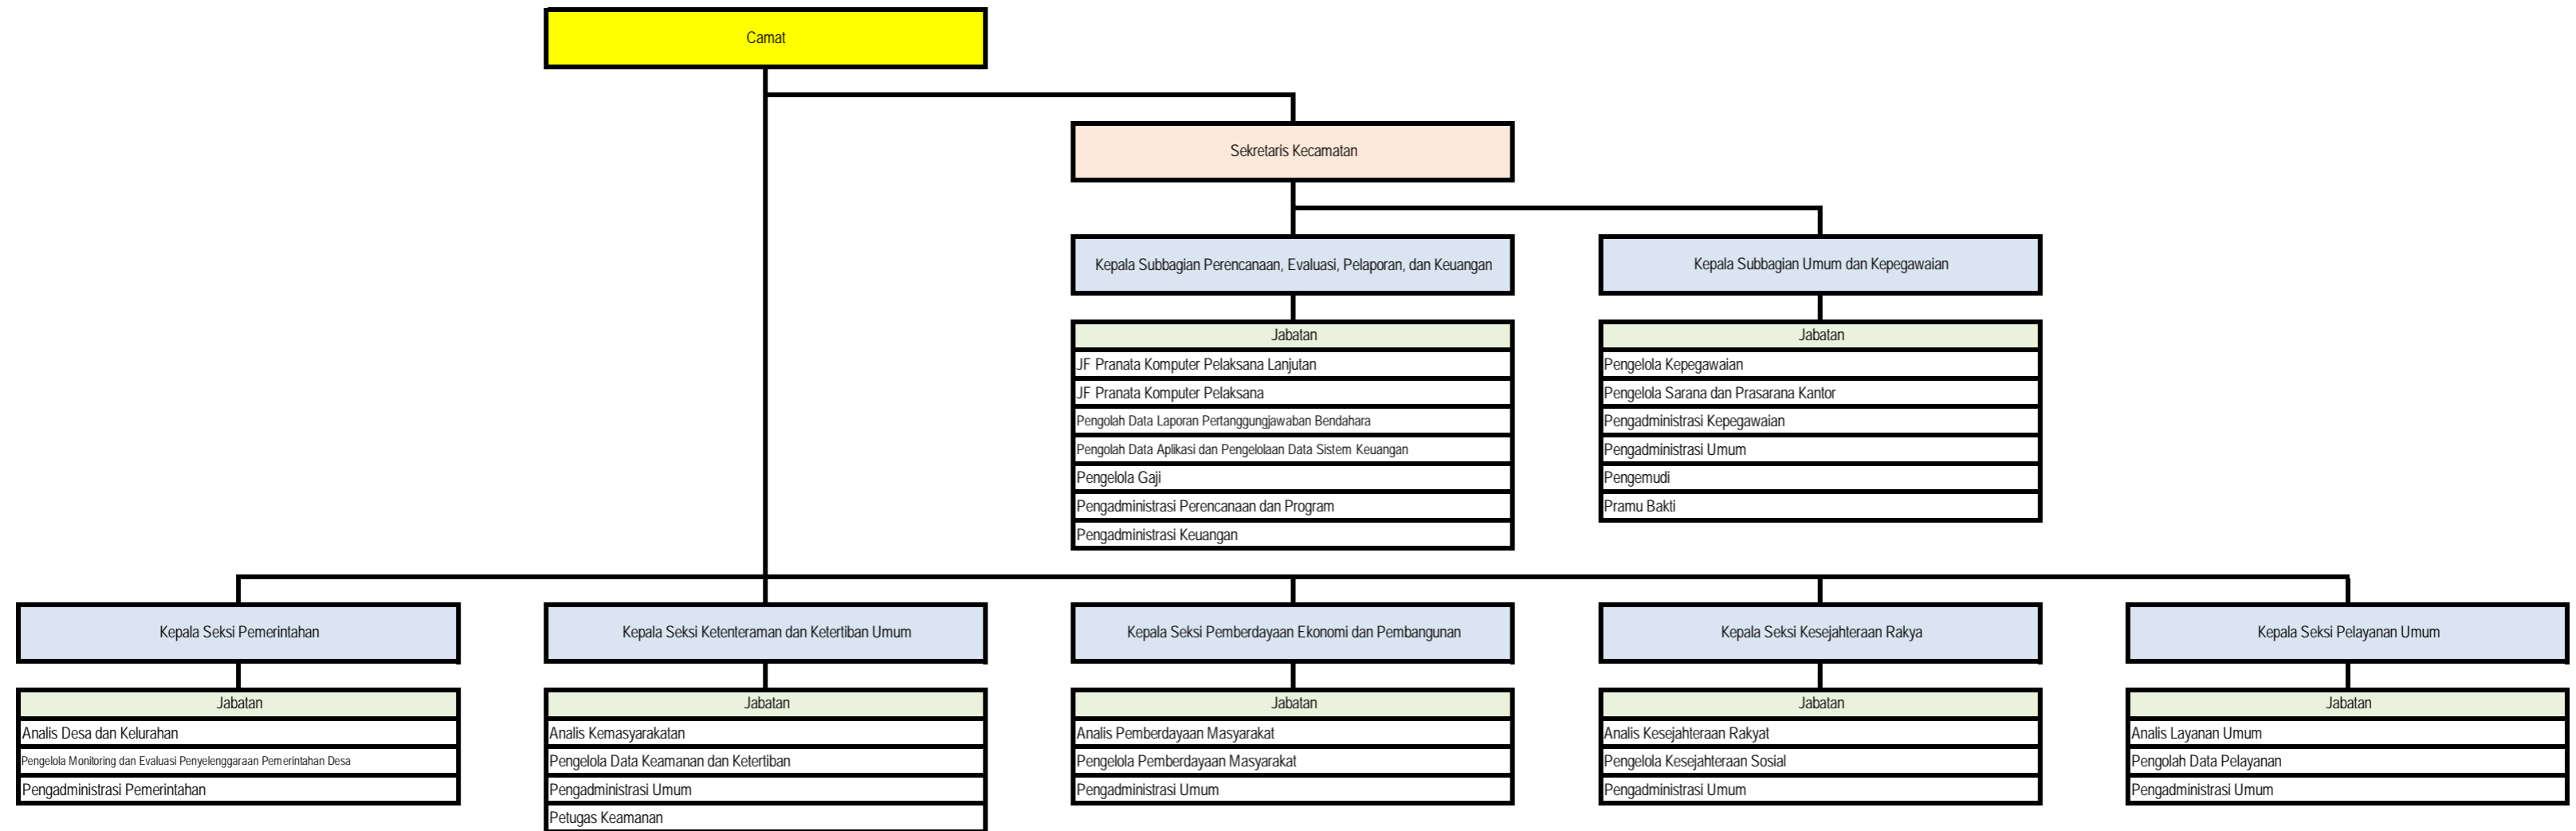 Camat
Sekretaris Kecamatan
Kepala Subbagian Perencanaan, Evaluasi, Pelaporan, dan Keuangan
Kepala Subbagian Umum dan Kepegawaian
Jabatan
JF Pranata Komputer Pelaksana Lanjutan
JF Pranata Komputer Pelaksana
Pengolah Data Laporan Pertanggungjawaban Bendahara
Pengolah Data Aplikasi dan Pengelolaan Data Sistem Keuangan
Pengelola Gaji
Pengadministrasi Perencanaan dan Program
Pengadministrasi Keuangan
Jabatan
Pengelola Kepegawaian
Pengelola Sarana dan Prasarana Kantor
Pengadministrasi Kepegawaian
Pengadministrasi Umum
Pengemudi
Pramu Bakti
Kepala Seksi Pemerintahan
Kepala Seksi Ketenteraman dan Ketertiban Umum
Kepala Seksi Pemberdayaan Ekonomi dan Pembangunan
Kepala Seksi Kesejahteraan Rakya
Kepala Seksi Pelayanan Umum
Jabatan
Analis Desa dan Kelurahan
Pengelola Monitoring dan Evaluasi Penyelenggaraan Pemerintahan Desa
Pengadministrasi Pemerintahan
Jabatan
Analis Kemasyarakatan
Pengelola Data Keamanan dan Ketertiban
Pengadministrasi Umum
Petugas Keamanan
Jabatan
Analis Pemberdayaan Masyarakat
Pengelola Pemberdayaan Masyarakat
Pengadministrasi Umum
Jabatan
Analis Kesejahteraan Rakyat
Pengelola Kesejahteraan Sosial
Pengadministrasi Umum
Jabatan
Analis Layanan Umum
Pengolah Data Pelayanan
Pengadministrasi Umum